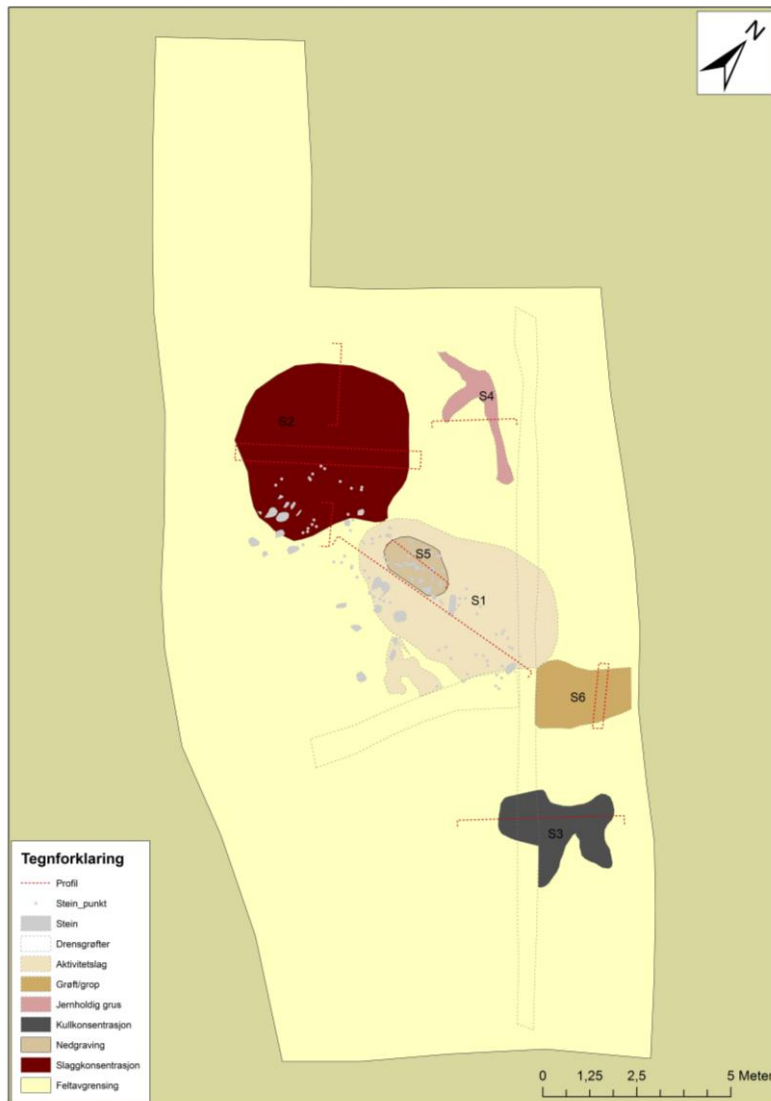 N
S2
S4
S5
S1
S6
S3
Tegnforklaring
Profil
Stein_punkt
Stein
Drensgrøfter
Aktivitetslag
Grøft/grop
Jernholdig grus
Kullkonsentrasjon
Nedgraving
Slaggkonsentrasjon
Feltavgrensing
0 1,25 2,5 5 Meter